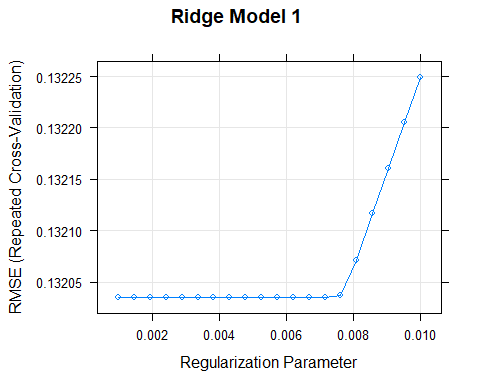 Ridge Model 1
RMSE (Repeated Cross-Validation)
0.13225
0.13220
0.13215
0.13210
0.13205
0.002 0.004 0.006 0.008 0.010
Regularization Parameter